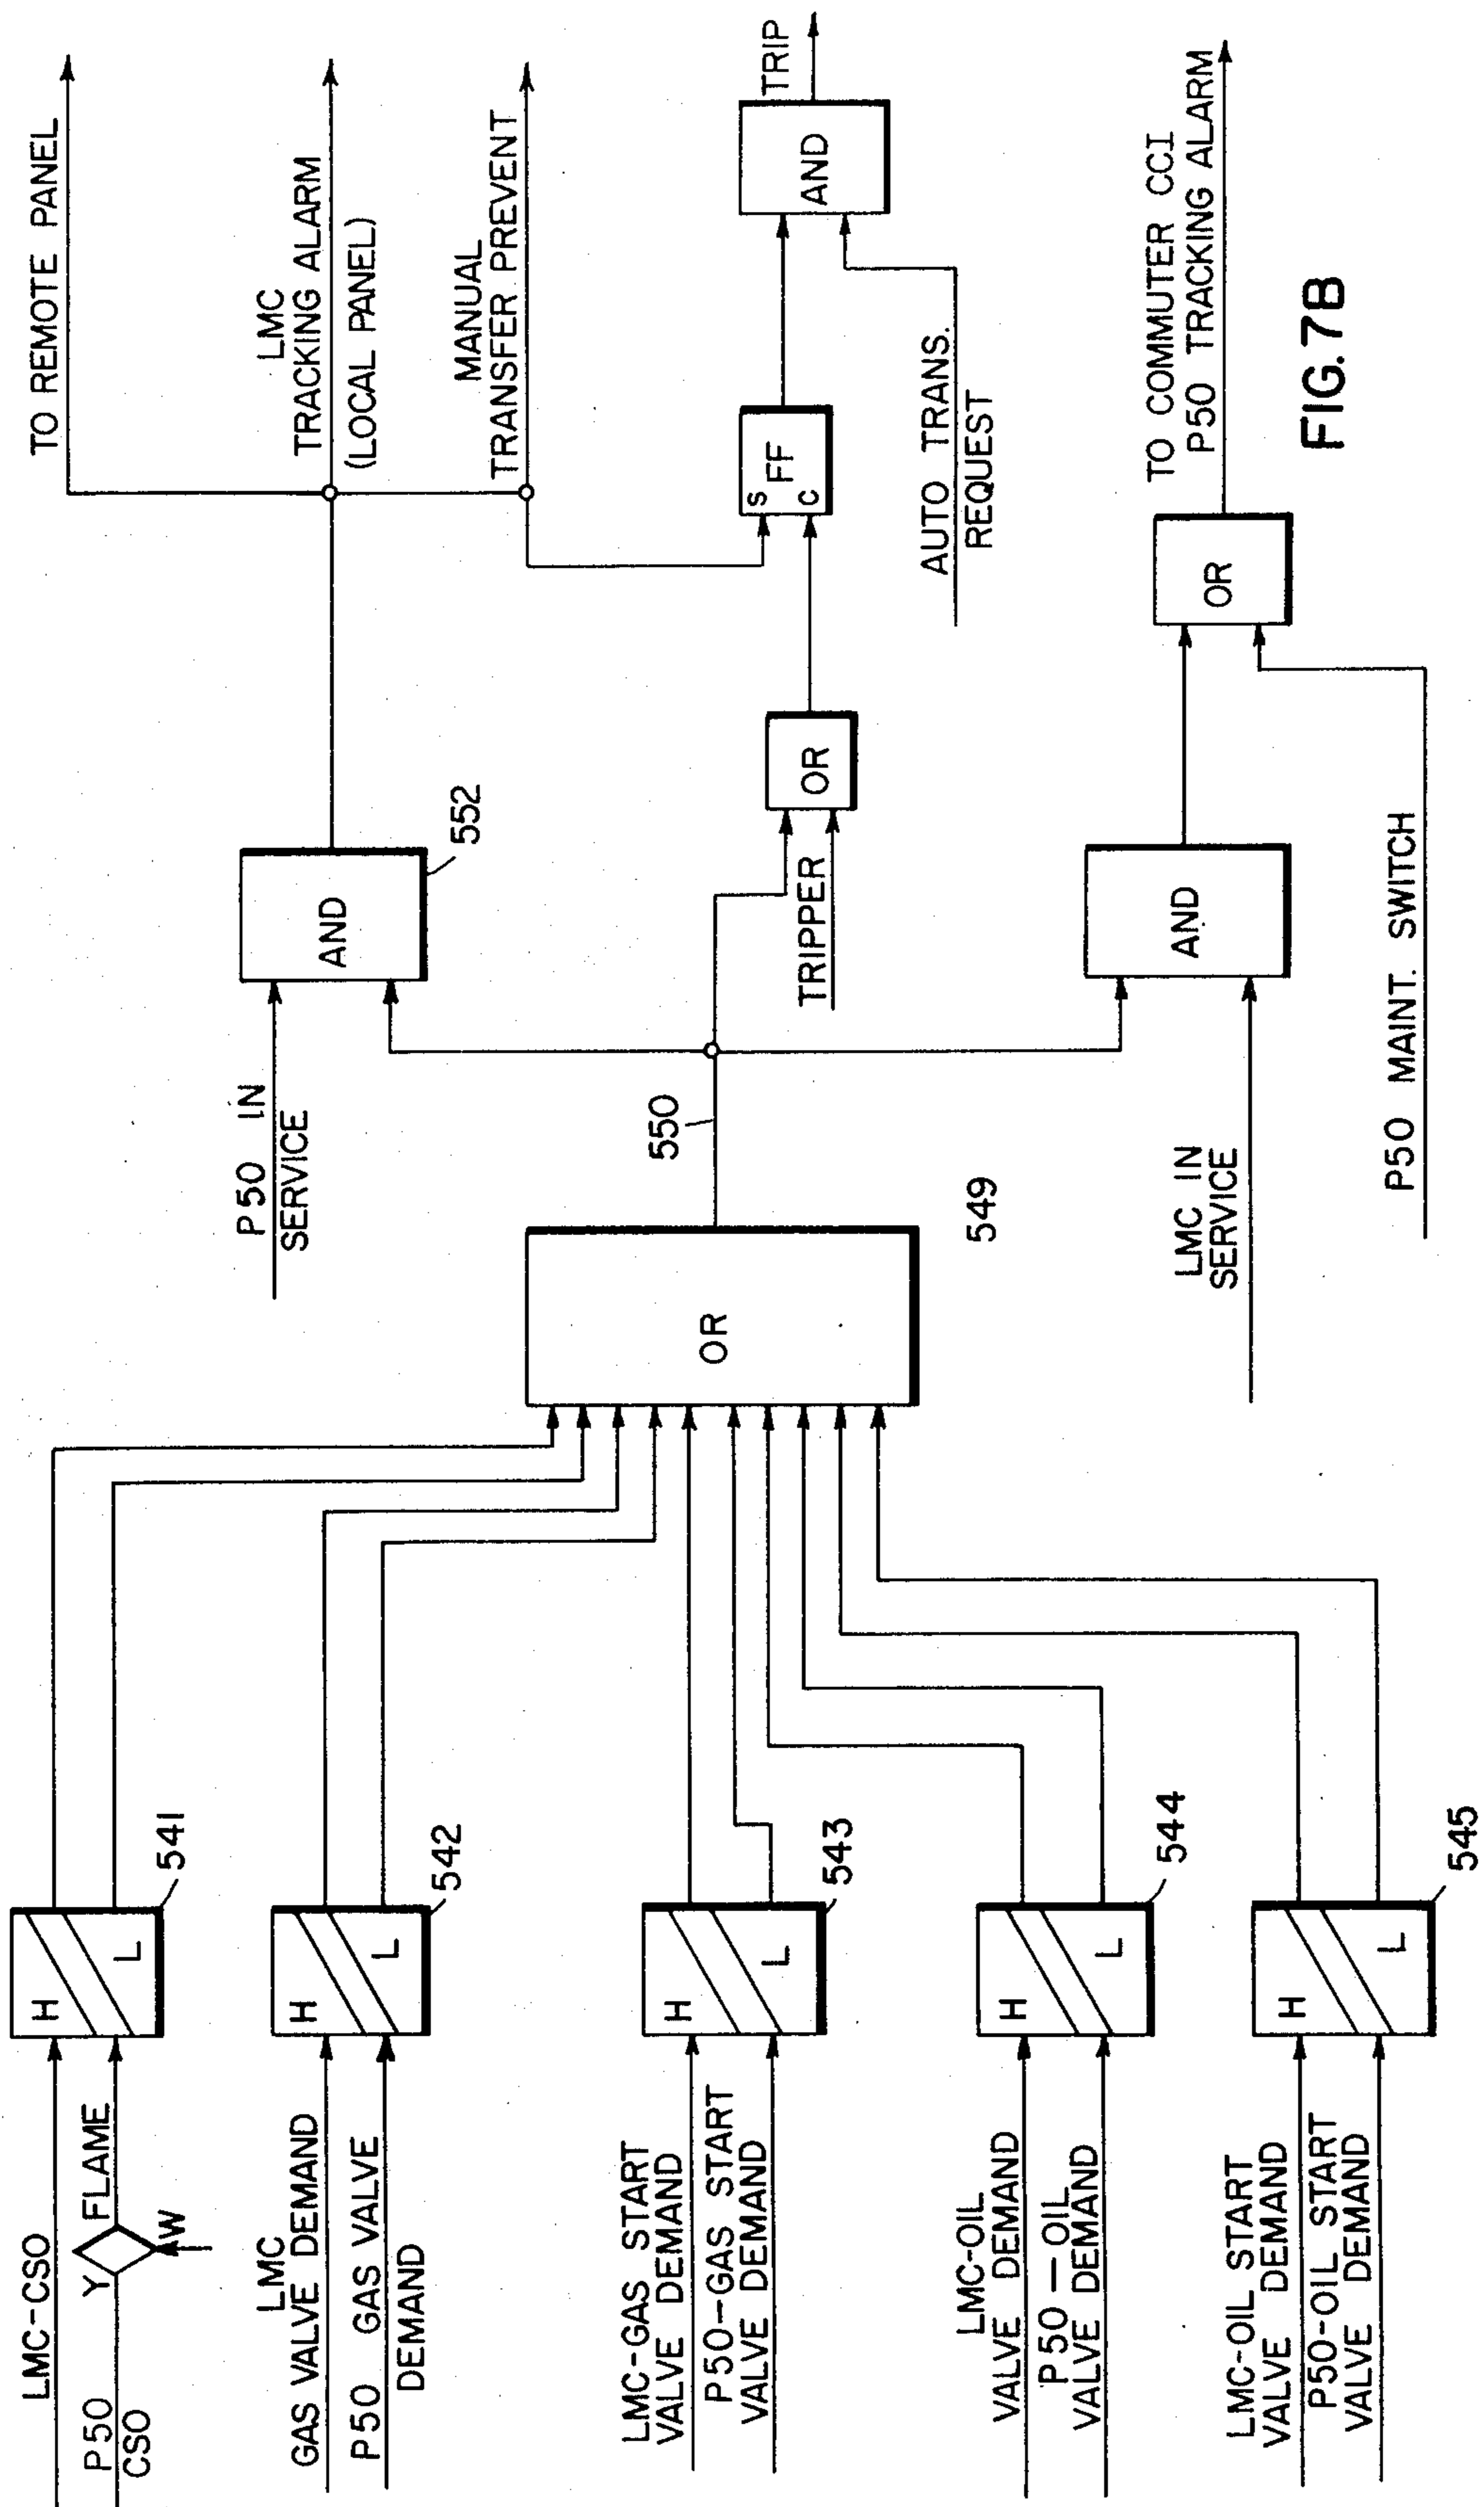 LMC-CSO
P50
CSO
Y
FLAME
W
H
L
541
LMC
GAS VALVE DEMAND
P50 GAS VALVE
DEMAND
H
L
542
LMC-GAS START
VALVE DEMAND
P50-GAS START
VALVE DEMAND
H
L
543
LMC-OIL
VALVE DEMAND
P50-OIL
VALVE DEMAND
H
L
544
LMC-OIL START
VALVE DEMAND
P50-OIL START
VALVE DEMAND
H
L
545
OR
549
550
P50 IN
SERVICE
AND
552
TO REMOTE PANEL
LMC
TRACKING ALARM
(LOCAL PANEL)
MANUAL
TRANSFER PREVENT
TRIPPER
OR
S
FF
C
AUTO TRANS.
REQUEST
AND
TRIP
LMC IN
SERVICE
AND
P50 MAINT. SWITCH
OR
TO COMMUTER CCI
P50 TRACKING ALARM
FIG.7B